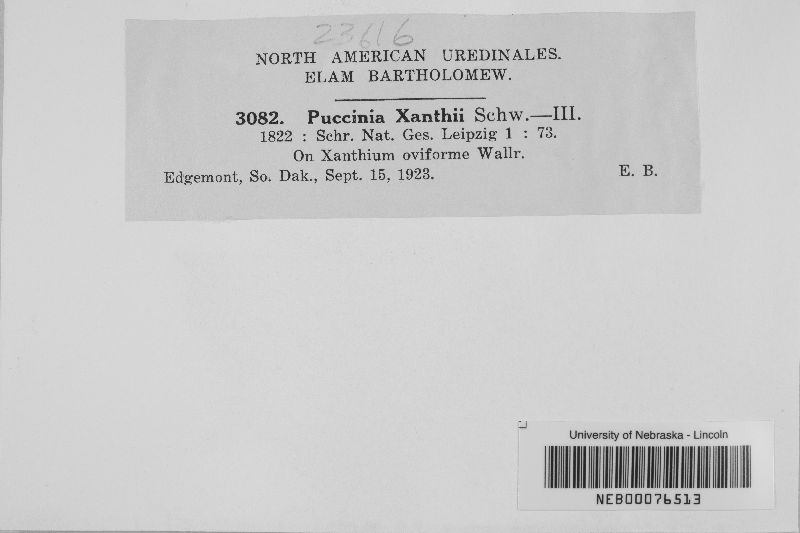 23616
NORTH AMERICAN UREDINALES.
ELAM BARTHOLOMEW.
3082. Puccinia Xanthii Schw.—III.
1822 : Schr. Nat. Ges. Leipzig 1 : 73.
On Xanthium oviforme Wallr.
Edgemont, So. Dak., Sept. 15, 1923. E. B.
University of Nebraska - Lincoln
NEB00076513